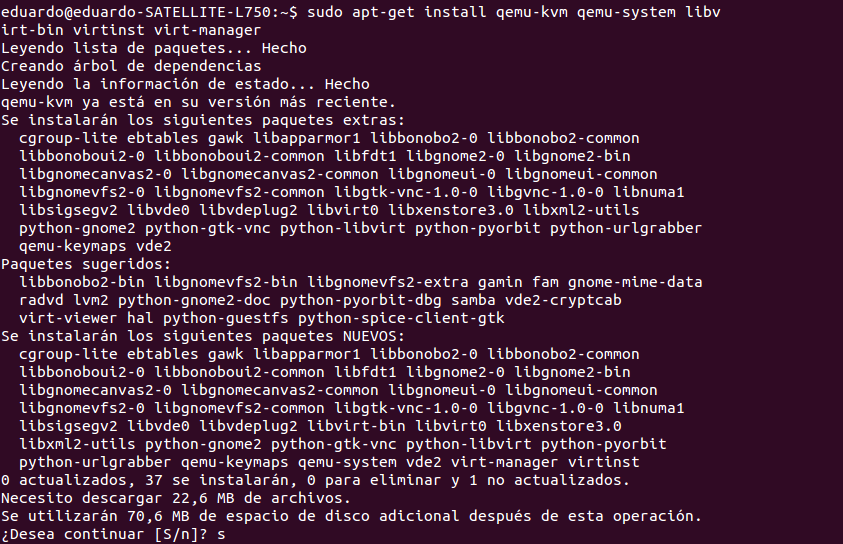 eduardo@eduardo-SATELLITE-L750:~$ sudo apt-get install qemu-kvm qemu-system libv
irt-bin virtinst virt-manager
Leyendo lista de paquetes... Hecho
Creando árbol de dependencias
Leyendo la información de estado... Hecho
qemu-kvm ya está en su versión más reciente.
Se instalarán los siguientes paquetes extras:
  cgroup-lite ebtables gawk libapparmor1 libbonobo2-0 libbonobo2-common
  libbonoboui2-0 libbonoboui2-common libfdt1 libgnome2-0 libgnome2-bin
  libgnomecanvas2-0 libgnomecanvas2-common libgnomeui-0 libgnomeui-common
  libgnomevfs2-0 libgnomevfs2-common libgtk-vnc-1.0-0 libgvnc-1.0-0 libnuma1
  libsigsegv2 libvde0 libvdeplug2 libvirt0 libxenstore3.0 libxml2-utils
  python-gnome2 python-gtk-vnc python-libvirt python-pyorbit python-urlgrabber
  qemu-keymaps vde2
Paquetes sugeridos:
  libbonobo2-bin libgnomevfs2-bin libgnomevfs2-extra gamin fam gnome-mime-data
  radvd lvm2 python-gnome2-doc python-pyorbit-dbg samba vde2-cryptcab
  virt-viewer hal python-guestfs python-spice-client-gtk
Se instalarán los siguientes paquetes NUEVOS:
  cgroup-lite ebtables gawk libapparmor1 libbonobo2-0 libbonobo2-common
  libbonoboui2-0 libbonoboui2-common libfdt1 libgnome2-0 libgnome2-bin
  libgnomecanvas2-0 libgnomecanvas2-common libgnomeui-0 libgnomeui-common
  libgnomevfs2-0 libgnomevfs2-common libgtk-vnc-1.0-0 libgvnc-1.0-0 libnuma1
  libsigsegv2 libvde0 libvdeplug2 libvirt-bin libvirt0 libxenstore3.0
  libxml2-utils python-gnome2 python-gtk-vnc python-libvirt python-pyorbit
  python-urlgrabber qemu-keymaps qemu-system vde2 virt-manager virtinst
0 actualizados, 37 se instalarán, 0 para eliminar y 1 no actualizados.
Necesito descargar 22,6 MB de archivos.
Se utilizarán 70,6 MB de espacio de disco adicional después de esta operación.
¿Desea continuar [S/n]? s